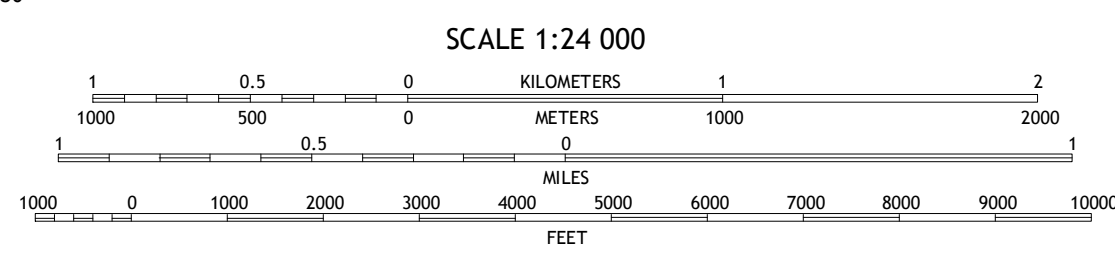 SCALE 1:24 000
1 0.5 0 KILOMETERS 1 2
1000 500 0 METERS 1000 2000
1 0.5 0 1
MILES
1000 0 1000 2000 3000 4000 5000 6000 7000 8000 9000 10000
FEET